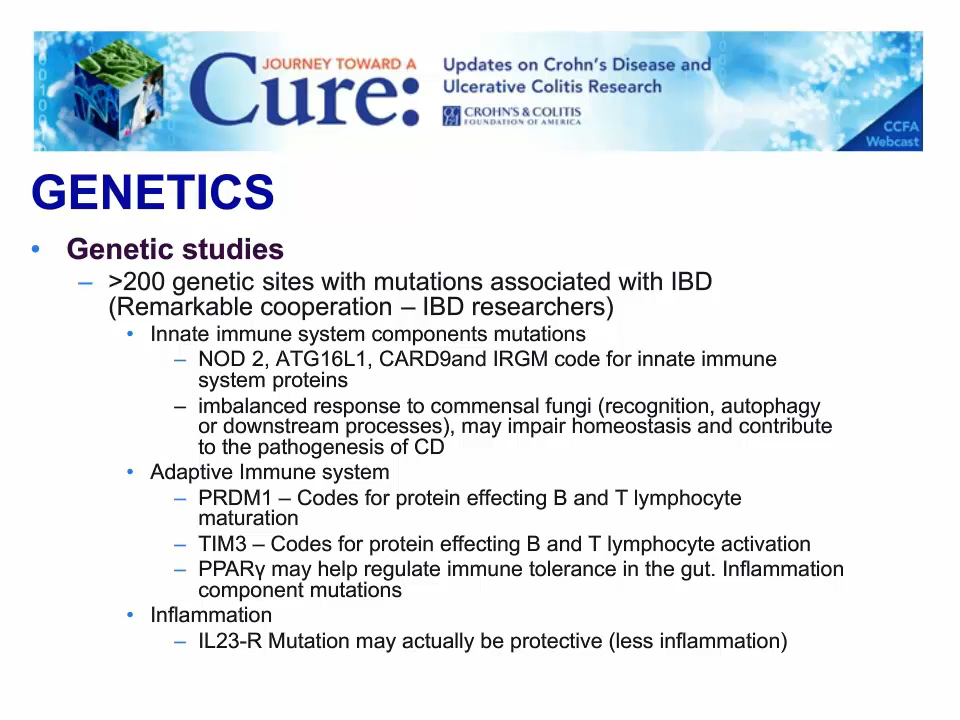 JOURNEY TOWARD A
Cure:
Updates on Crohn's Disease and
Ulcerative Colitis Research
CROHN'S & COLITIS
FOUNDATION OF AMERICA
CCFA
Webcast
GENETICS
• Genetic studies
– >200 genetic sites with mutations associated with IBD
(Remarkable cooperation – IBD researchers)
• Innate immune system components mutations
– NOD 2, ATG16L1, CARD9and IRGM code for innate immune
system proteins
– imbalanced response to commensal fungi (recognition, autophagy
or downstream processes), may impair homeostasis and contribute
to the pathogenesis of CD
• Adaptive Immune system
– PRDM1 – Codes for protein effecting B and T lymphocyte
maturation
– TIM3 – Codes for protein effecting B and T lymphocyte activation
– PPARγ may help regulate immune tolerance in the gut. Inflammation
component mutations
• Inflammation
– IL23-R Mutation may actually be protective (less inflammation)